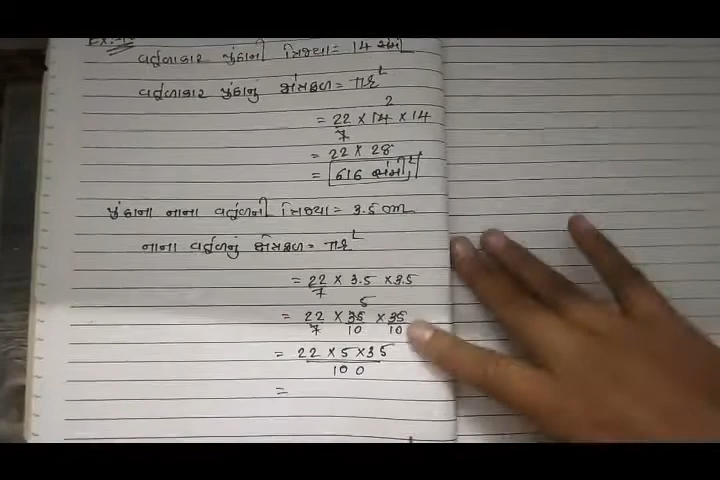 વર્તુળાકાર પુંઠાની ત્રિજ્યા = 14 સેમી
વર્તુળાકાર પુંઠાનું ક્ષેત્રફળ = πr²
2
= 22/7 × 14 × 14
= 22 × 28
= 616 સેમી²
પુંઠાના નાના વર્તુળની ત્રિજ્યા = 3.5 cm
નાના વર્તુળનું ક્ષેત્રફળ = πr²
= 22/7 × 3.5 × 3.5
5
= 22/7 × 35/10 × 35/10
= 22 × 5 × 35/100
=